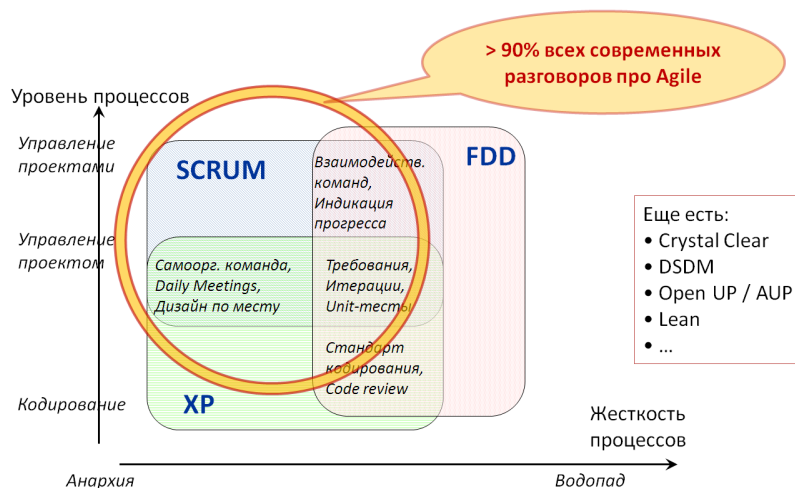 > 90% всех современных
разговоров про Agile
Уровень процессов
Управление
проектами
SCRUM
Взаимодейств.
команд,
Индикация
прогресса
FDD
Еще есть:
• Crystal Clear
• DSDM
• Open UP / AUP
• Lean
• ...
Управление
проектом
Самоорг. команда,
Daily Meetings,
Дизайн по месту
Требования,
Итерации,
Unit-тесты
Стандарт
кодирования,
Code review
XP
Кодирование
Жесткость
процессов
Анархия
Водопад